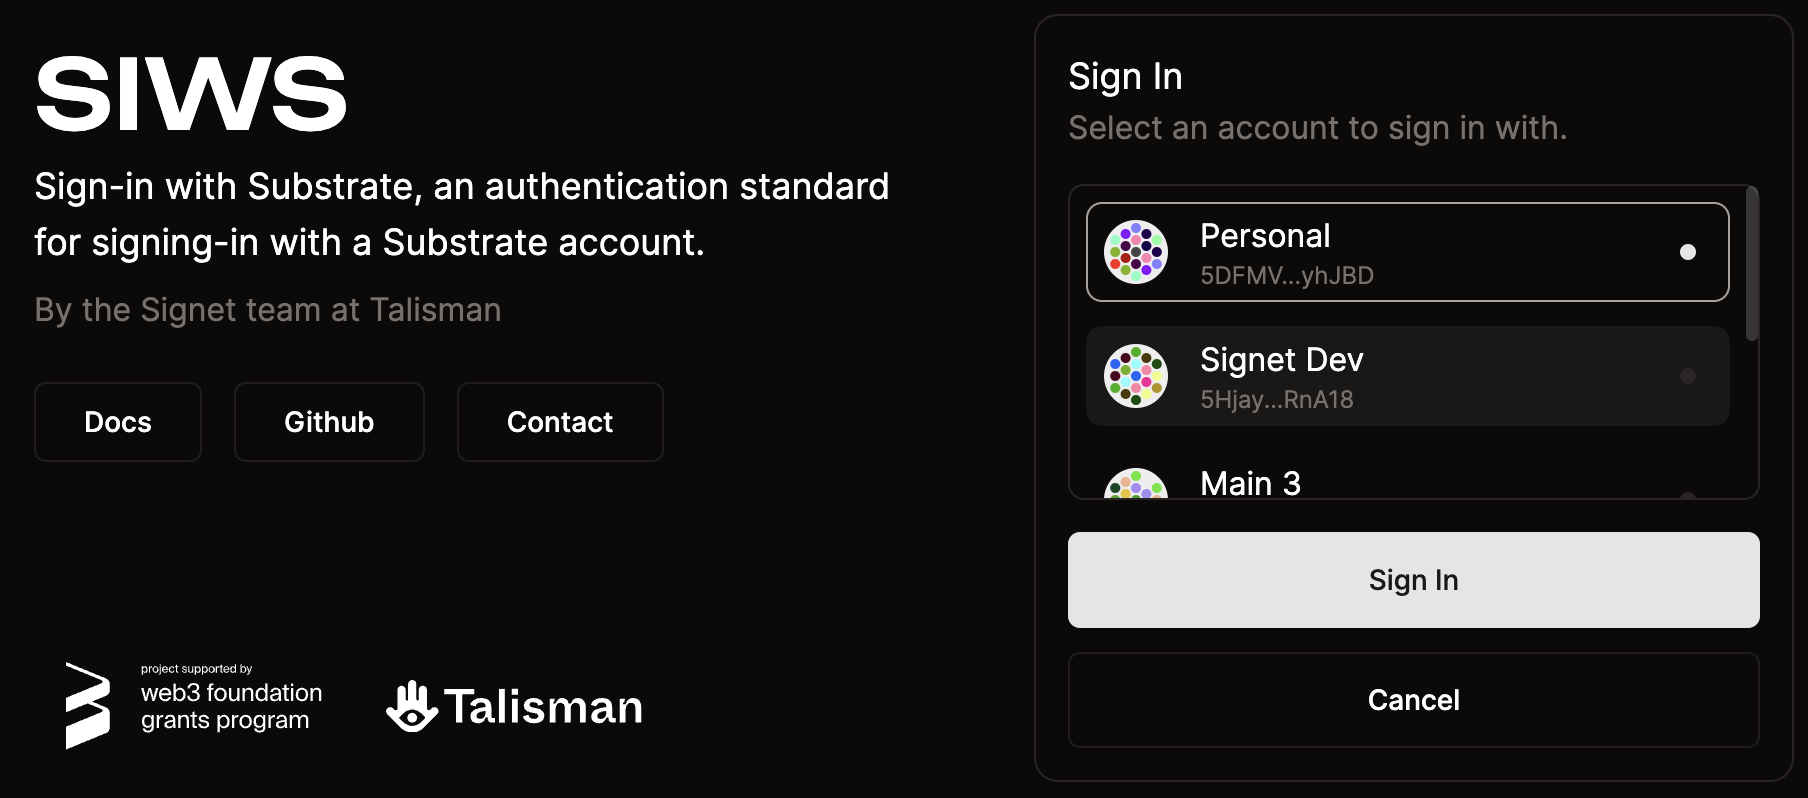 SIWS
Sign-in with Substrate, an authentication standard
for signing-in with a Substrate account.
By the Signet team at Talisman
Docs
Github
Contact
project supported by
web3 foundation
grants program
Talisman
Sign In
Select an account to sign in with.
Personal
5DFMV...yhJBD
Signet Dev
5Hjay...RnA18
Main 3
Sign In
Cancel